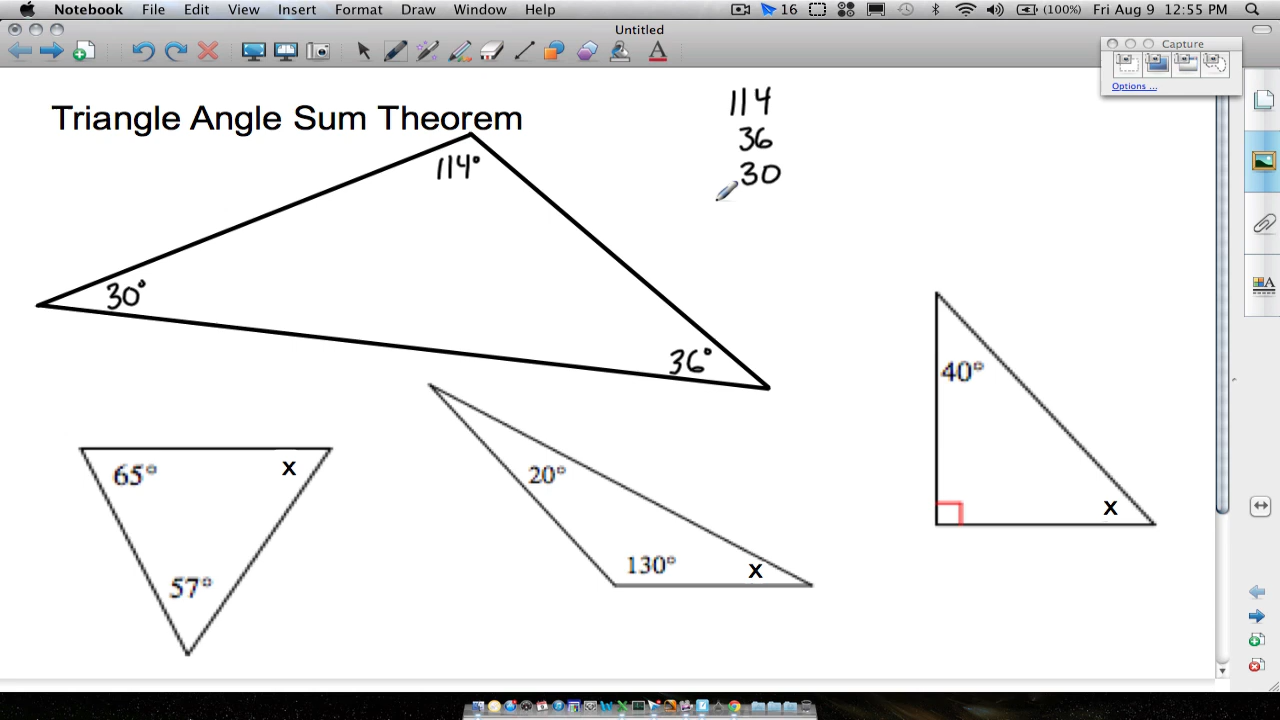 Notebook File Edit View Insert Format Draw Window Help 16 (100%) Fri Aug 9 12:55 PM
Untitled
Capture
Options ...
Triangle Angle Sum Theorem
114
36
30
114°
30°
36°
40°
x
65°
x
57°
20°
130°
x